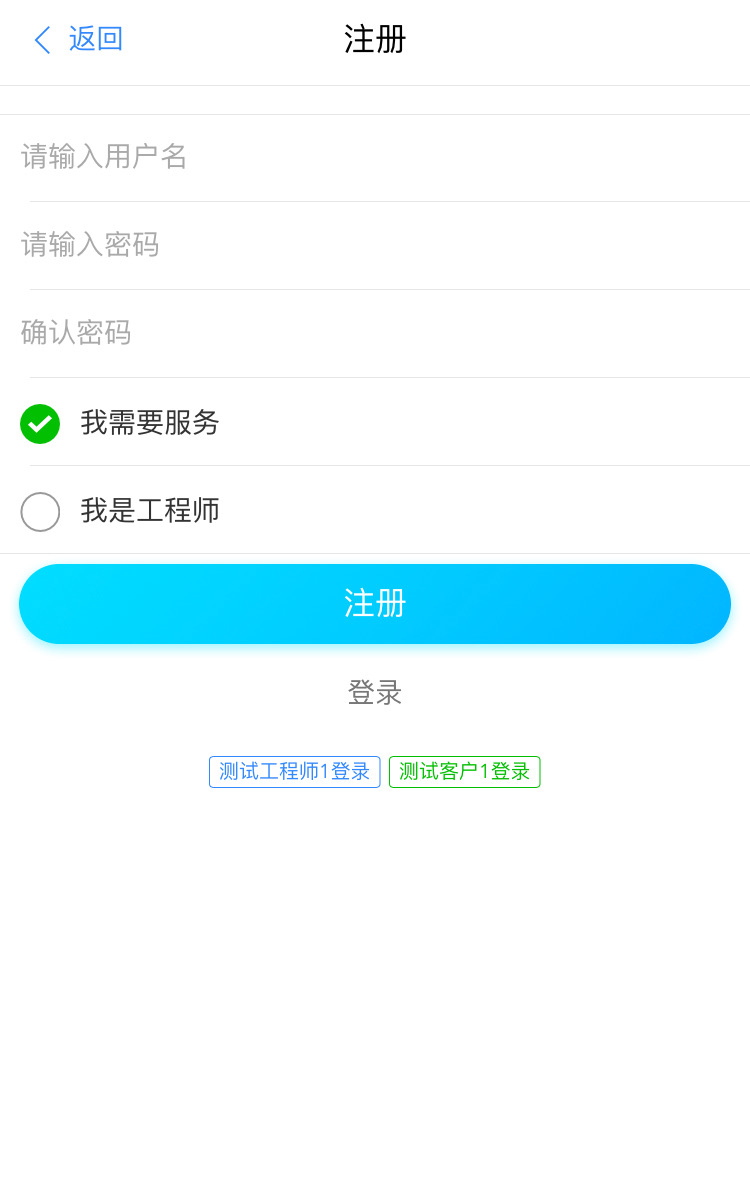 返回 注册
请输入用户名
请输入密码
确认密码
我需要服务
我是工程师
注册
登录
测试工程师1登录 测试客户1登录